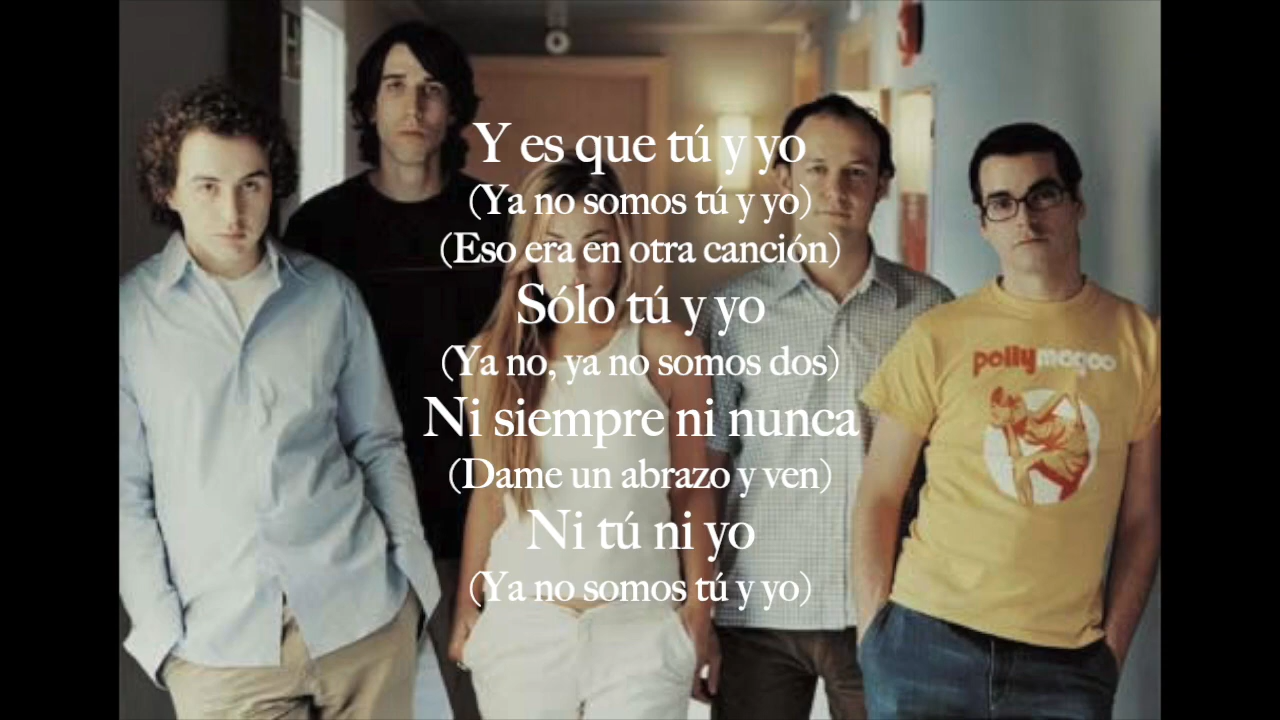 Y es que tú y yo
(Ya no somos tú y yo)
(Eso era en otra canción)
Sólo tú y yo
(Ya no, ya no somos dos)
Ni siempre ni nunca
(Dame un abrazo y ven)
Ni tú ni yo
(Ya no somos tú y yo)
pollymagoo